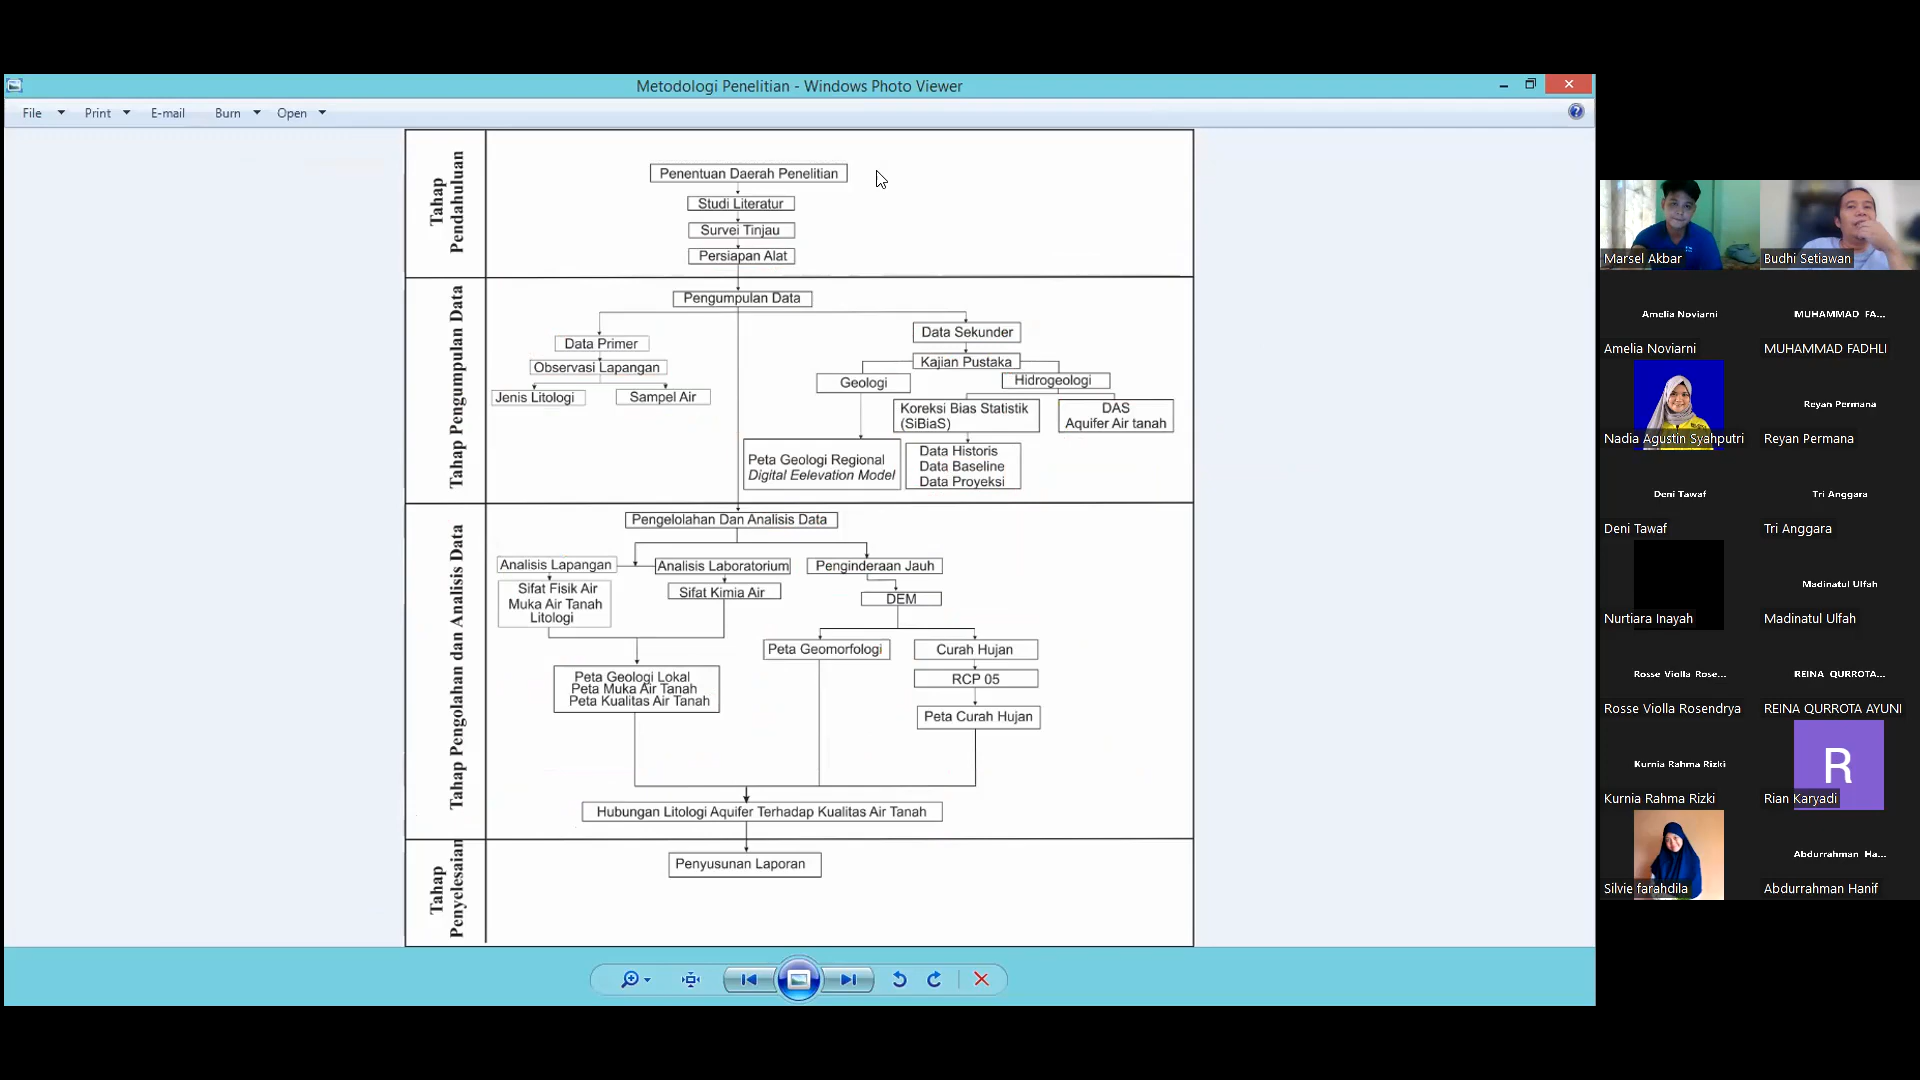 Metodologi Penelitian - Windows Photo Viewer
File
Print
E-mail
Burn
Open
Tahap
Pendahuluan
Penentuan Daerah Penelitian
Studi Literatur
Survei Tinjau
Persiapan Alat
Tahap Pengumpulan Data
Pengumpulan Data
Data Primer
Observasi Lapangan
Jenis Litologi
Sampel Air
Data Sekunder
Kajian Pustaka
Geologi
Hidrogeologi
Koreksi Bias Statistik
(SiBiaS)
DAS
Aquifer Air tanah
Peta Geologi Regional
Digital Eelevation Model
Data Historis
Data Baseline
Data Proyeksi
Tahap Pengolahan dan Analisis Data
Pengelolahan Dan Analisis Data
Analisis Lapangan
Analisis Laboratorium
Penginderaan Jauh
Sifat Fisik Air
Muka Air Tanah
Litologi
Sifat Kimia Air
DEM
Peta Geomorfologi
Curah Hujan
RCP 05
Peta Geologi Lokal
Peta Muka Air Tanah
Peta Kualitas Air Tanah
Peta Curah Hujan
Hubungan Litologi Aquifer Terhadap Kualitas Air Tanah
Tahap
Penyelesaian
Penyusunan Laporan
Marsel Akbar
Budhi Setiawan
Amelia Noviarni
MUHAMMAD FA...
Amelia Noviarni
MUHAMMAD FADHLI
Reyan Permana
Nadia Agustin Syahputri
Reyan Permana
Deni Tawaf
Tri Anggara
Deni Tawaf
Tri Anggara
Madinatul Ulfah
Nurtiara Inayah
Madinatul Ulfah
Rosse Violla Rose...
REINA QURROTA...
Rosse Violla Rosendrya
REINA QURROTA AYUNI
Kurnia Rahma Rizki
R
Kurnia Rahma Rizki
Rian Karyadi
Abdurrahman Ha...
Silvie farahdila
Abdurrahman Hanif